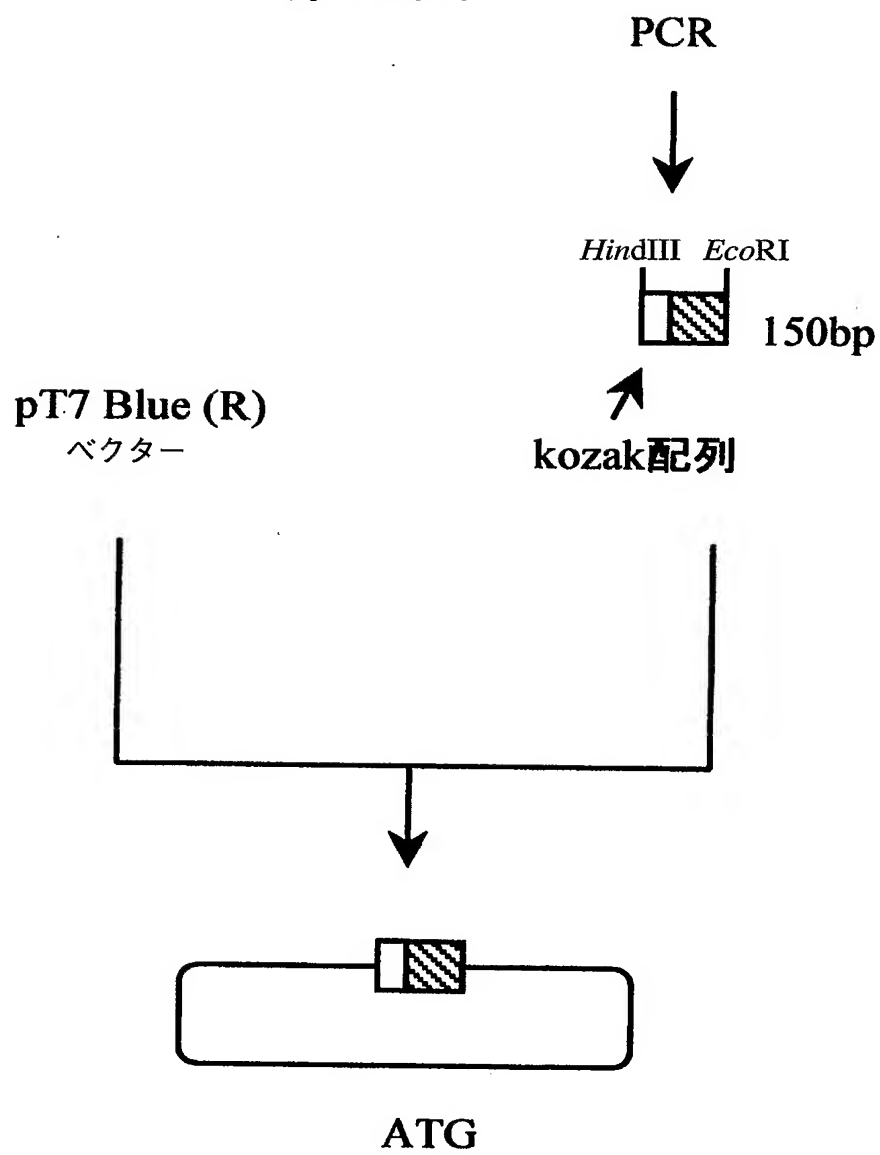 PCR
HindIII EcoRI
150bp
pT7 Blue (R)
ベクター
kozak配列
ATG